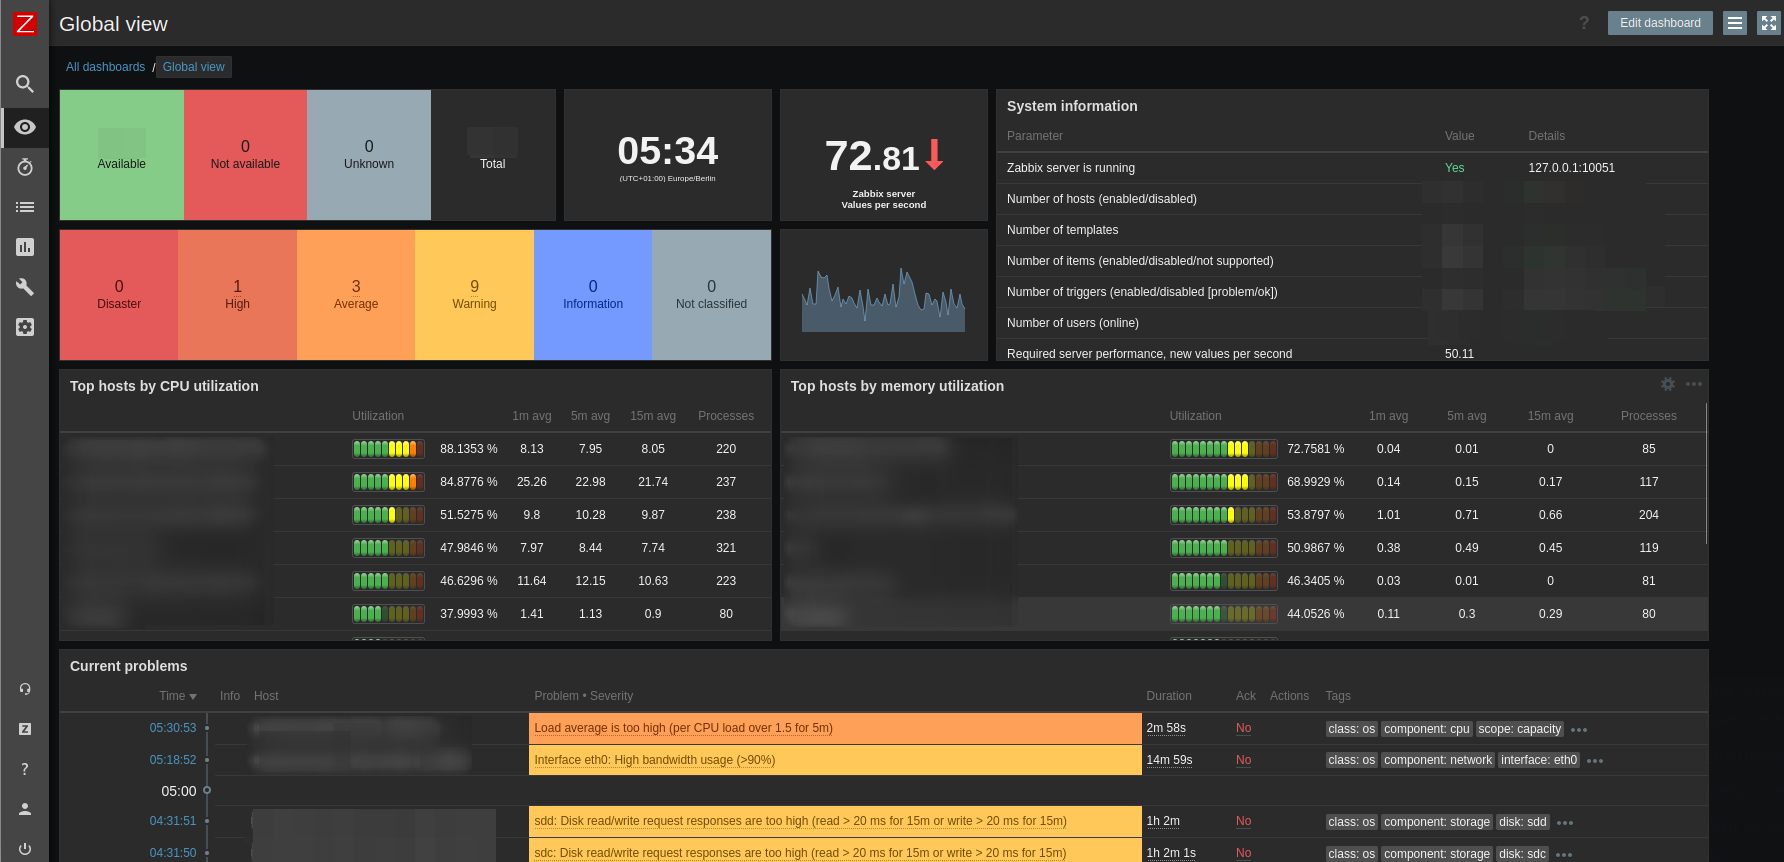 Z
Global view
?
Edit dashboard
All dashboards / Global view
Available
0
Not available
0
Unknown
Total
05:34
(UTC+01:00) Europe/Berlin
72.81
Zabbix server
Values per second
System information
Parameter Value Details
Zabbix server is running Yes 127.0.0.1:10051
Number of hosts (enabled/disabled)
Number of templates
Number of items (enabled/disabled/not supported)
Number of triggers (enabled/disabled [problem/ok])
Number of users (online)
Required server performance, new values per second 50.11
0
Disaster
1
High
3
Average
9
Warning
0
Information
0
Not classified
Top hosts by CPU utilization
Utilization 1m avg 5m avg 15m avg Processes
88.1353 % 8.13 7.95 8.05 220
84.8776 % 25.26 22.98 21.74 237
51.5275 % 9.8 10.28 9.87 238
47.9846 % 7.97 8.44 7.74 321
46.6296 % 11.64 12.15 10.63 223
37.9993 % 1.41 1.13 0.9 80
Top hosts by memory utilization
Utilization 1m avg 5m avg 15m avg Processes
72.7581 % 0.04 0.01 0 85
68.9929 % 0.14 0.15 0.17 117
53.8797 % 1.01 0.71 0.66 204
50.9867 % 0.38 0.49 0.45 119
46.3405 % 0.03 0.01 0 81
44.0526 % 0.11 0.3 0.29 80
Current problems
Time Info Host Problem • Severity Duration Ack Actions Tags
05:30:53 Load average is too high (per CPU load over 1.5 for 5m) 2m 58s No class: os component: cpu scope: capacity
05:18:52 Interface eth0: High bandwidth usage (>90%) 14m 59s No class: os component: network interface: eth0
05:00
04:31:51 sdd: Disk read/write request responses are too high (read > 20 ms for 15m or write > 20 ms for 15m) 1h 2m No class: os component: storage disk: sdd
04:31:50 sdc: Disk read/write request responses are too high (read > 20 ms for 15m or write > 20 ms for 15m) 1h 2m 1s No class: os component: storage disk: sdc
Z
?